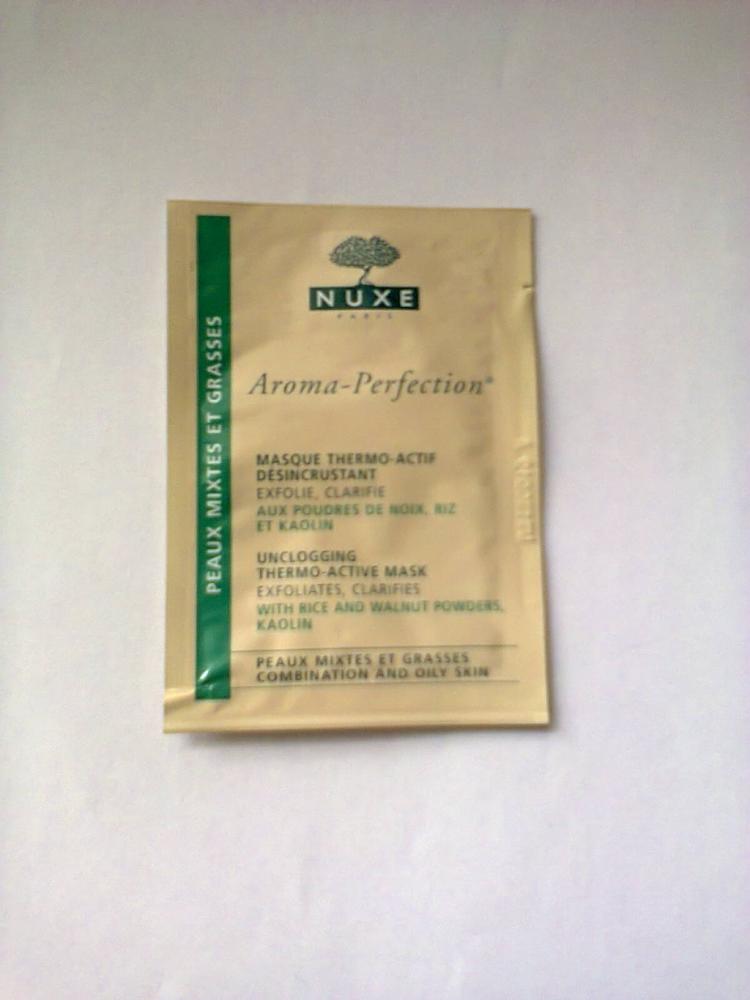 NUXE
PARIS
Aroma-Perfection®
PEAUX MIXTES ET GRASSES
MASQUE THERMO-ACTIF
DÉSINCRUSTANT
EXFOLIE, CLARIFIE
AUX POUDRES DE NOIX, RIZ
ET KAOLIN
UNCLOGGING
THERMO-ACTIVE MASK
EXFOLIATES, CLARIFIES
WITH RICE AND WALNUT POWDERS,
KAOLIN
PEAUX MIXTES ET GRASSES
COMBINATION AND OILY SKIN